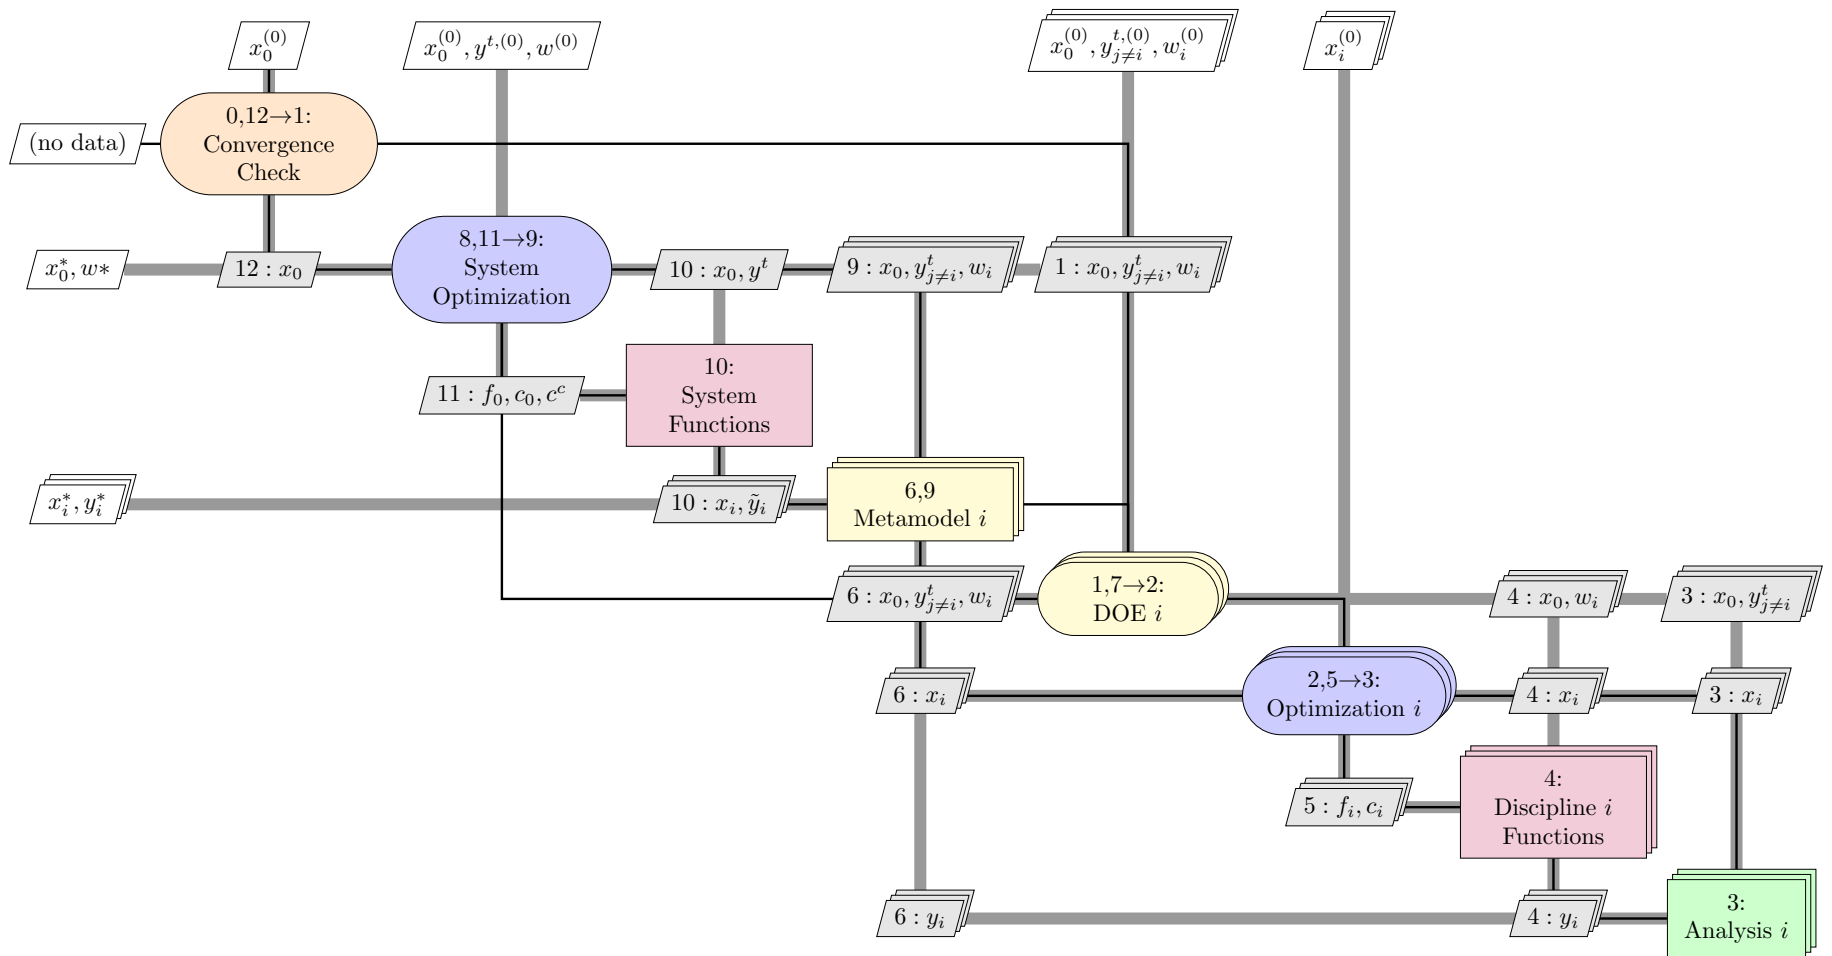 x_0^{(0)}
x_0^{(0)}, y^{t,(0)}, w^{(0)}
x_0^{(0)}, y_{j≠i}^{t,(0)}, w_i^{(0)}
x_i^{(0)}
(no data)
0,12→1:
Convergence
Check
x_0^*, w*
12 : x_0
8,11→9:
System
Optimization
10 : x_0, y^t
9 : x_0, y_{j≠i}^t, w_i
1 : x_0, y_{j≠i}^t, w_i
11 : f_0, c_0, c^c
10:
System
Functions
x_i^*, y_i^*
10 : x_i, ỹ_i
6,9
Metamodel i
6 : x_0, y_{j≠i}^t, w_i
1,7→2:
DOE i
4 : x_0, w_i
3 : x_0, y_{j≠i}^t
6 : x_i
2,5→3:
Optimization i
4 : x_i
3 : x_i
5 : f_i, c_i
4:
Discipline i
Functions
6 : y_i
4 : y_i
3:
Analysis i